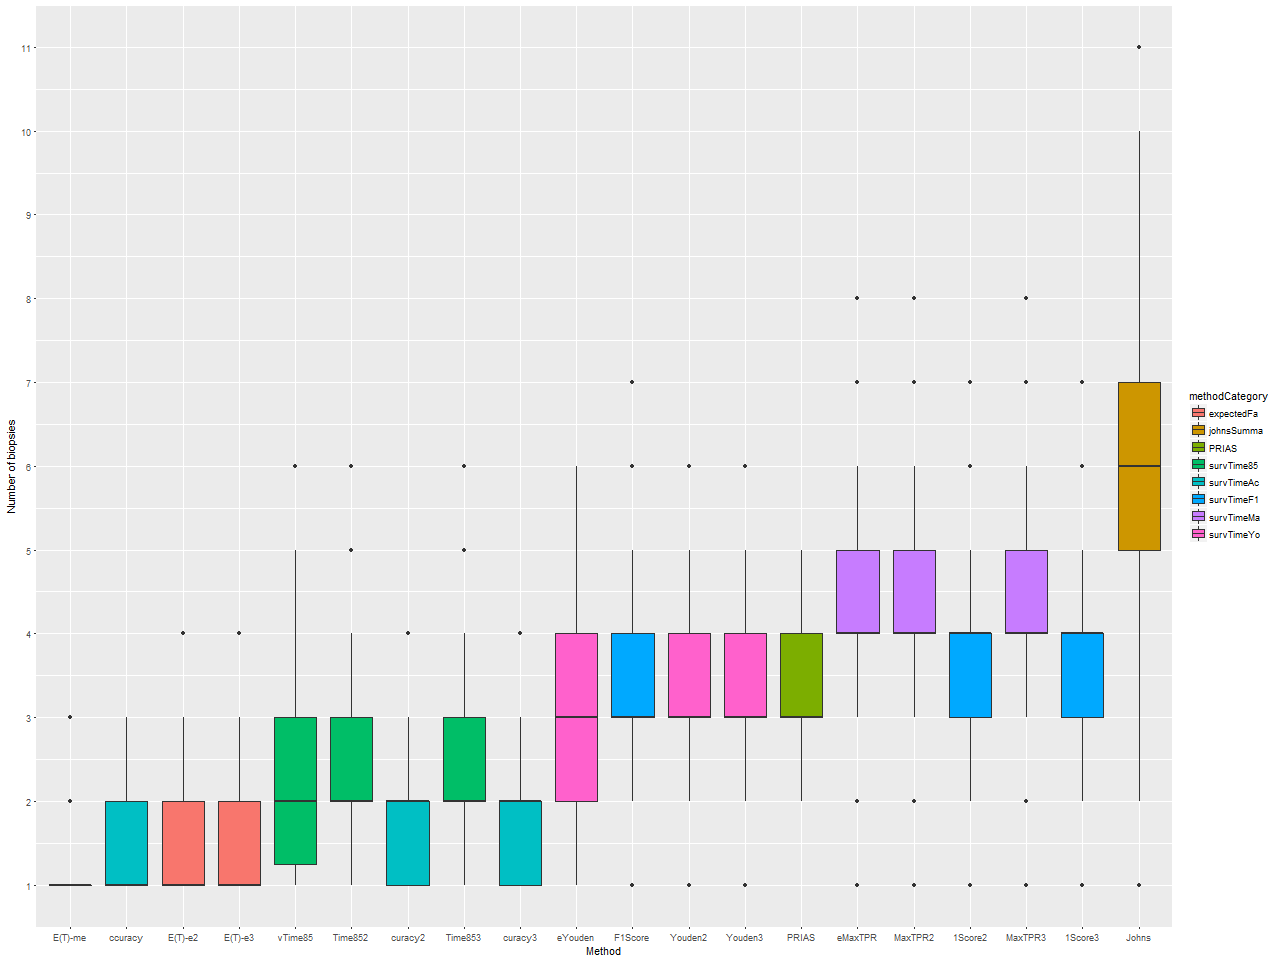 11
10
9
8
7
6
5
4
3
2
1
Number of biopsies
E(T)-me ccuracy E(T)-e2 E(T)-e3 vTime85 Time852 curacy2 Time853 curacy3 eYouden F1Score Youden2 Youden3 PRIAS eMaxTPR MaxTPR2 1Score2 MaxTPR3 1Score3 Johns
Method
methodCategory
expectedFa
johnsSumma
PRIAS
survTime85
survTimeAc
survTimeF1
survTimeMa
survTimeYo